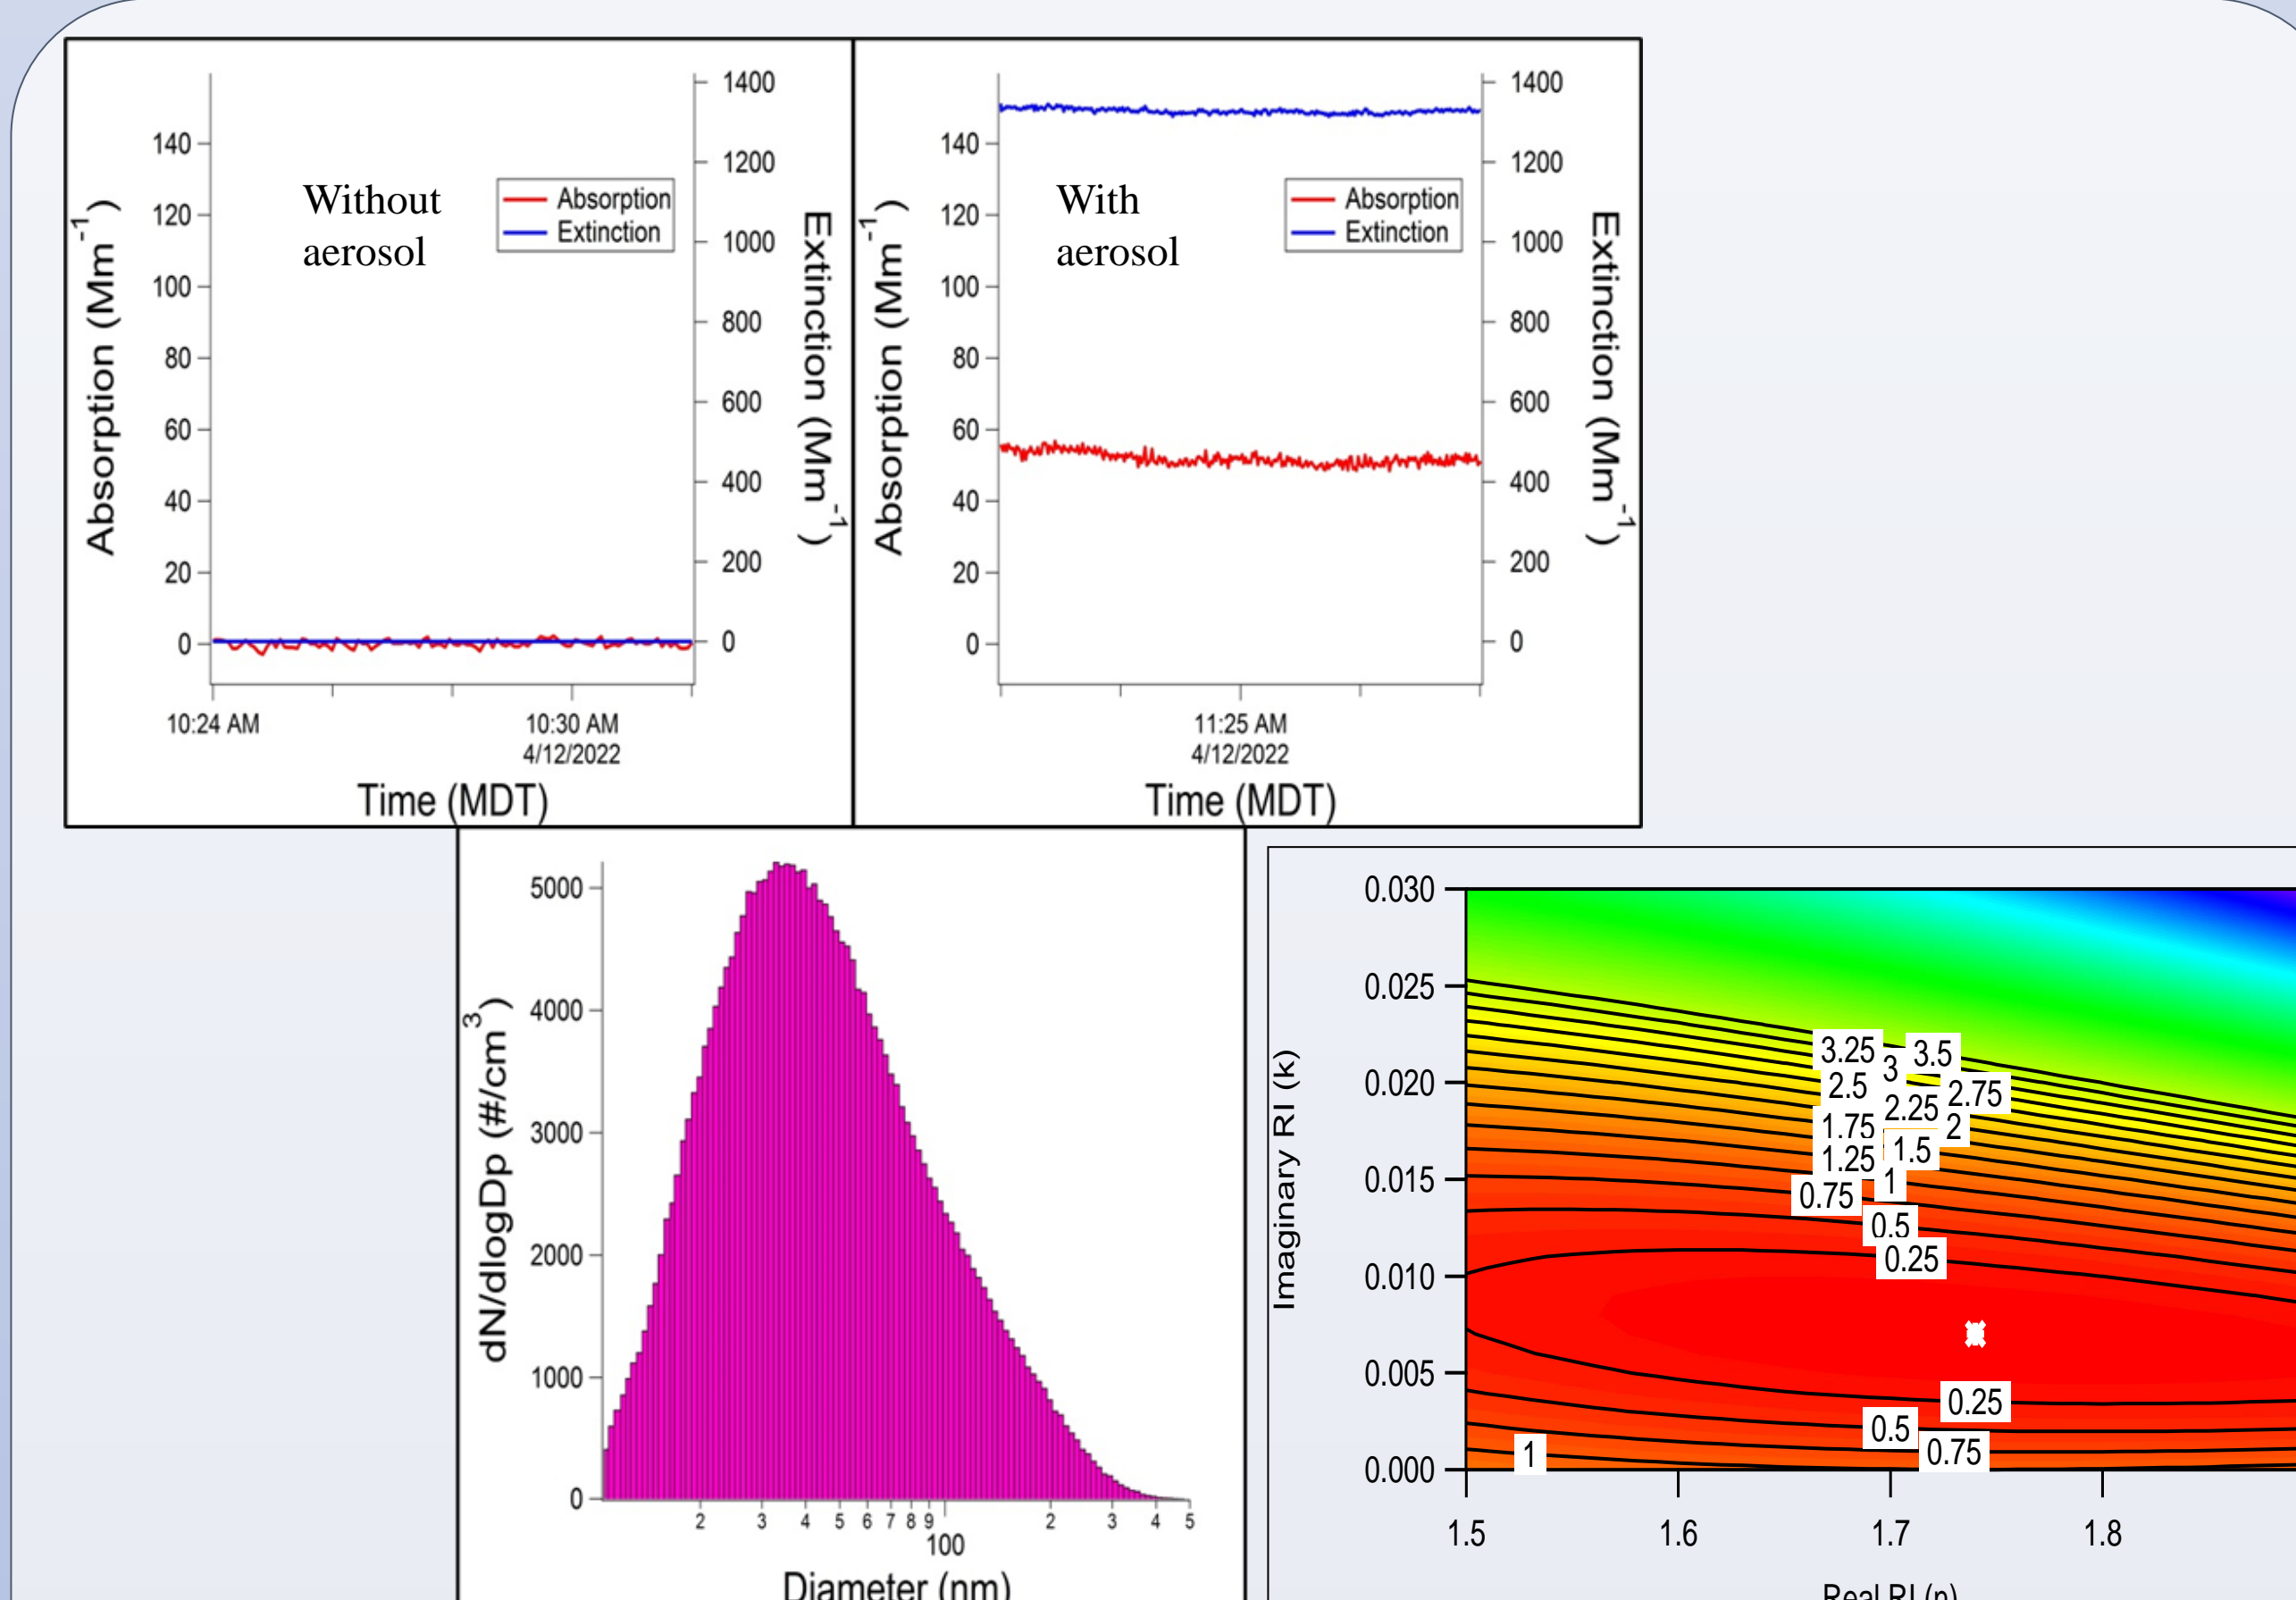 Without
aerosol
Absorption
Extinction
Absorption (Mm-1)
140
120
100
80
60
40
20
0
1400
1200
1000
800
600
400
200
0
Extinction (Mm-1)
10:24 AM
10:30 AM
4/12/2022
Time (MDT)
With
aerosol
Absorption
Extinction
Absorption (Mm-1)
140
120
100
80
60
40
20
0
1400
1200
1000
800
600
400
200
0
Extinction (Mm-1)
11:25 AM
4/12/2022
Time (MDT)
dN/dlogDp (#/cm3)
5000
4000
3000
2000
1000
0
2 3 4 5 6 7 8 9 2 3 4 5
100
Diameter (nm)
Imaginary RI (k)
0.030
0.025
0.020
0.015
0.010
0.005
0.000
3.25 3 3.5
2.5 2.75
2.25
1.75 2
1.25 1.5
0.75 1
0.5
0.25
0.25
0.5
0.75
1
1.5 1.6 1.7 1.8
Real RI (n)